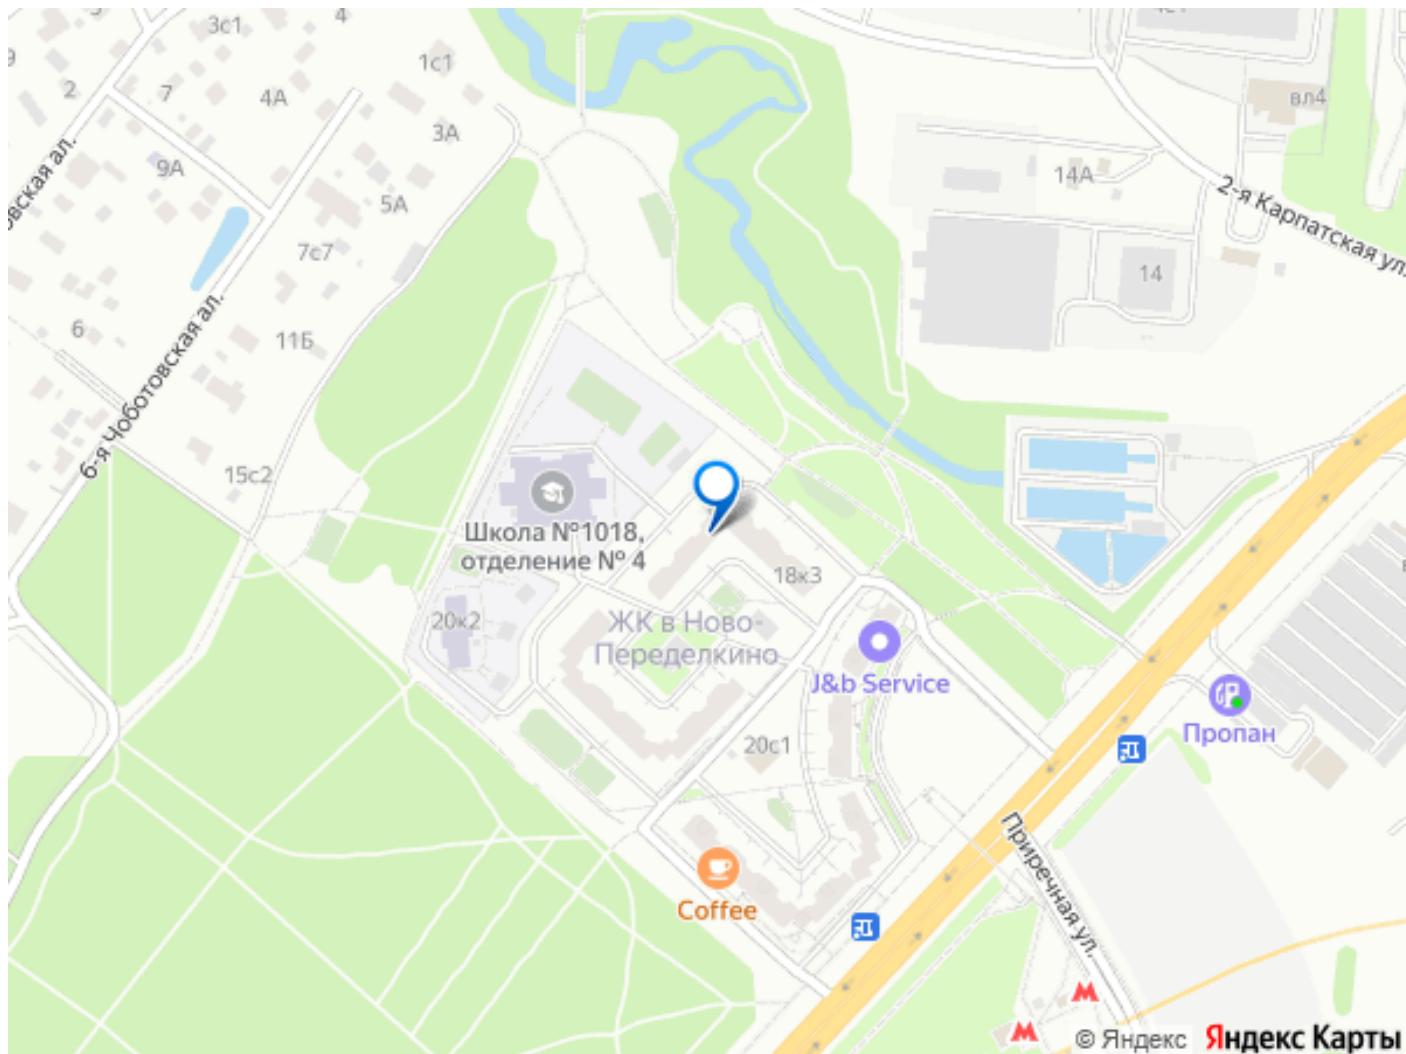 3с1
4
1с1
2
7
4А
3А
вл4
9А
14А
5А
2-я Карпатская ул.
7с7
14
6
11Б
6-я Чоботовская ал.
15с2
Школа №1018,
отделение № 4
18к3
20к2
ЖК в Ново-
Переделкино
J&b Service
20с1
Пропан
Приречная ул.
Coffee
© Яндекс
Яндекс Карты